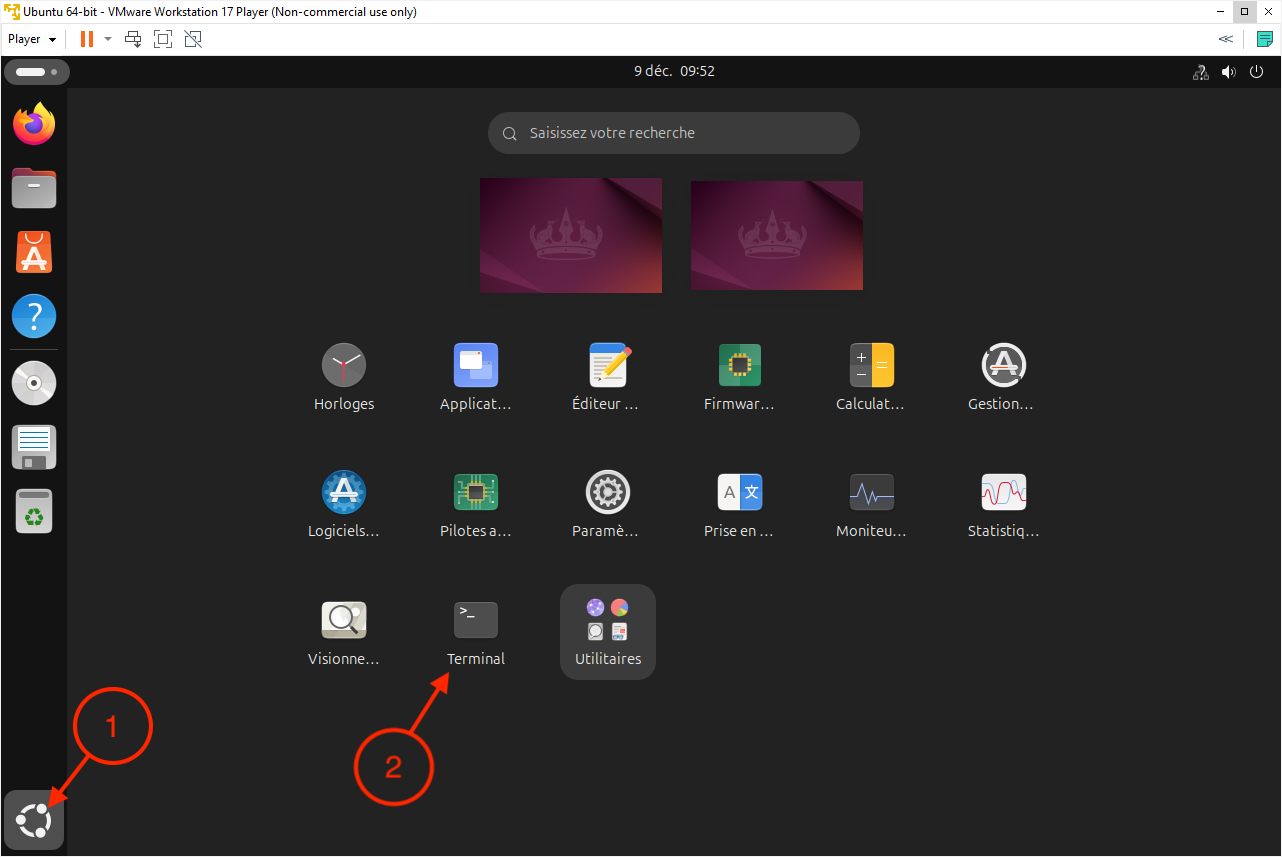 Ubuntu 64-bit - VMware Workstation 17 Player (Non-commercial use only)
Player
9 déc. 09:52
Saisissez votre recherche
Horloges
Applicat...
Éditeur ...
Firmwar...
Calculat...
Gestion...
Logiciels...
Pilotes a...
Paramè...
Prise en ...
Moniteu...
Statistiq...
Visionne...
Terminal
Utilitaires
1
2